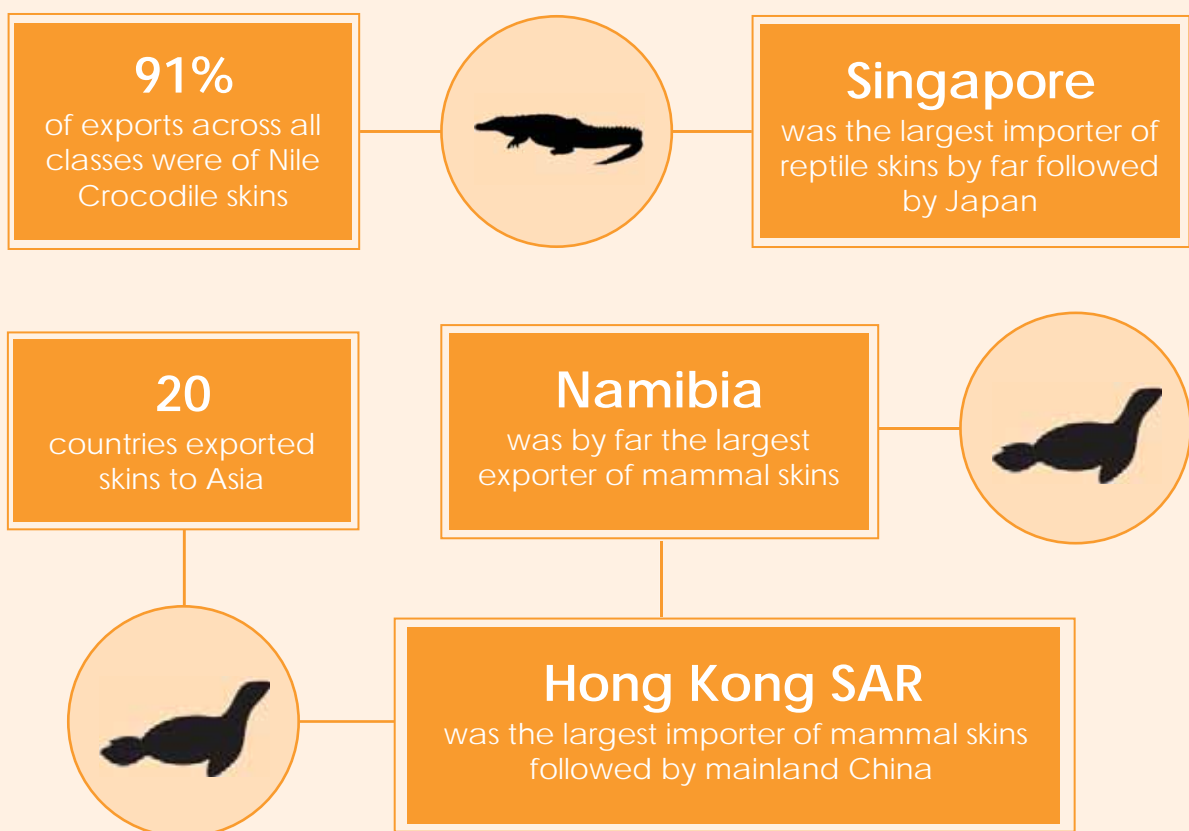 91%
of exports across all
classes were of Nile
Crocodile skins
Singapore
was the largest importer of
reptile skins by far followed
by Japan
20
countries exported
skins to Asia
Namibia
was by far the largest
exporter of mammal skins
Hong Kong SAR
was the largest importer of mammal skins
followed by mainland China